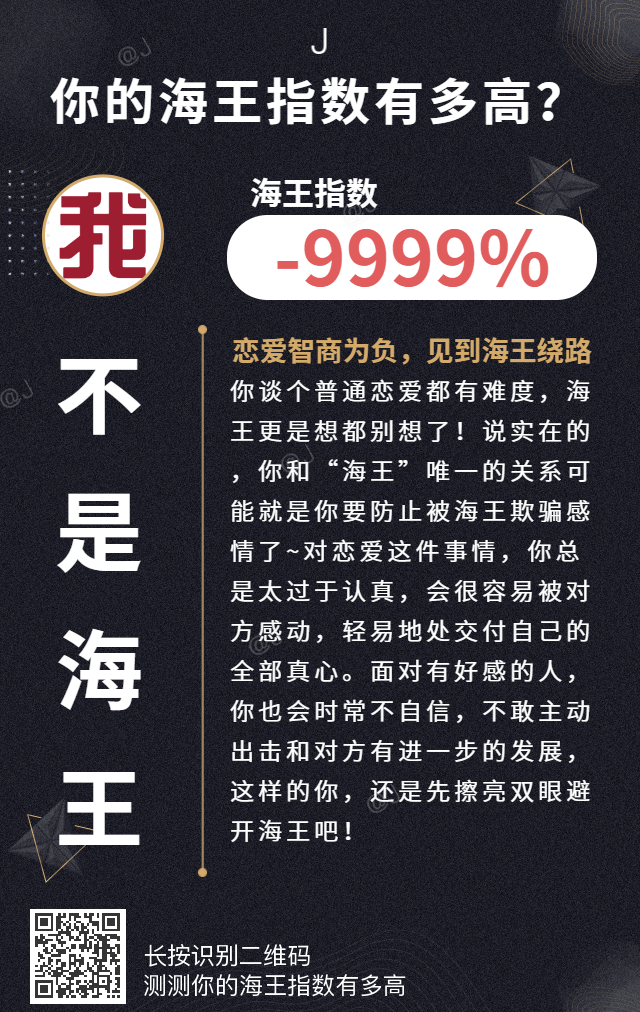 J
你的海王指数有多高？
我
海王指数
-9999%
不是海王
恋爱智商为负，见到海王绕路
你谈个普通恋爱都有难度，海
王更是想都别想了！说实在的
，你和“海王”唯一的关系可
能就是你要防止被海王欺骗感
情了~对恋爱这件事情，你总
是太过于认真，会很容易被对
方感动，轻易地处交付自己的
全部真心。面对有好感的人，
你也会时常不自信，不敢主动
出击和对方有进一步的发展，
这样的你，还是先擦亮双眼避
开海王吧！
长按识别二维码
测测你的海王指数有多高
@J
@J
@J
@J
@J
@J